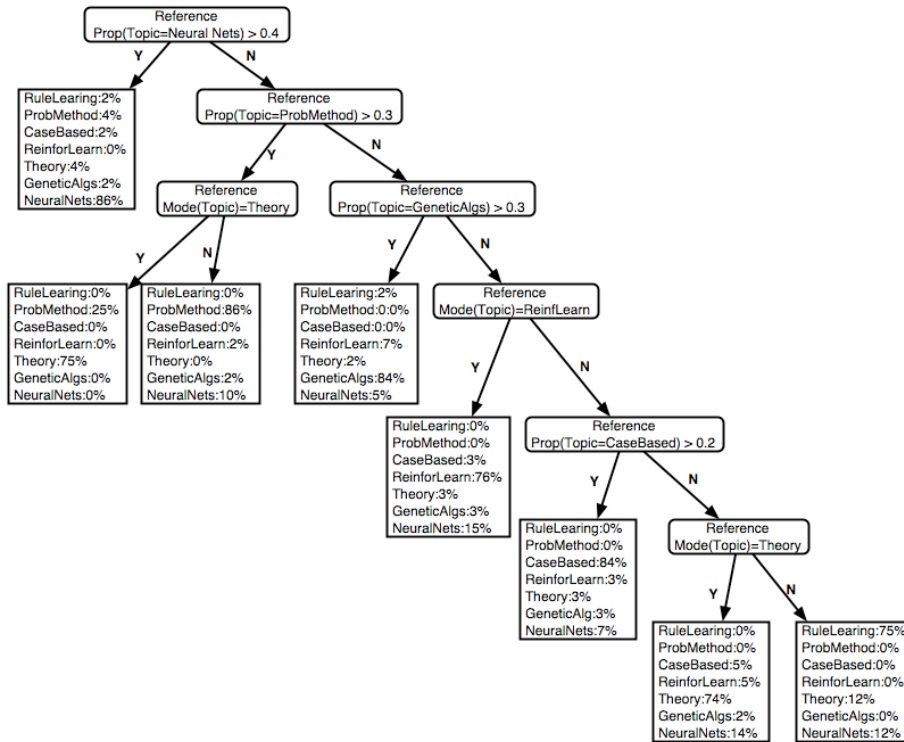 Reference
Prop(Topic=Neural Nets) > 0.4
Y
N
RuleLearing:2%
ProbMethod:4%
CaseBased:2%
ReinforLearn:0%
Theory:4%
GeneticAlgs:2%
NeuralNets:86%
Reference
Prop(Topic=ProbMethod) > 0.3
Y
N
Reference
Mode(Topic)=Theory
Y
N
Reference
Prop(Topic=GeneticAlgs) > 0.3
Y
N
RuleLearing:0%
ProbMethod:25%
CaseBased:0%
ReinforLearn:0%
Theory:75%
GeneticAlgs:0%
NeuralNets:0%
RuleLearing:0%
ProbMethod:86%
CaseBased:0%
ReinforLearn:2%
Theory:0%
GeneticAlgs:2%
NeuralNets:10%
RuleLearing:2%
ProbMethod:0:0%
CaseBased:0:0%
ReinforLearn:7%
Theory:2%
GeneticAlgs:84%
NeuralNets:5%
Reference
Mode(Topic)=ReinfLearn
Y
N
RuleLearing:0%
ProbMethod:0%
CaseBased:3%
ReinforLearn:76%
Theory:3%
GeneticAlgs:3%
NeuralNets:15%
Reference
Prop(Topic=CaseBased) > 0.2
Y
N
RuleLearing:0%
ProbMethod:0%
CaseBased:84%
ReinforLearn:3%
Theory:3%
GeneticAlg:3%
NeuralNets:7%
Reference
Mode(Topic)=Theory
Y
N
RuleLearing:0%
ProbMethod:0%
CaseBased:5%
ReinforLearn:5%
Theory:74%
GeneticAlgs:2%
NeuralNets:14%
RuleLearing:75%
ProbMethod:0%
CaseBased:0%
ReinforLearn:0%
Theory:12%
GeneticAlgs:0%
NeuralNets:12%